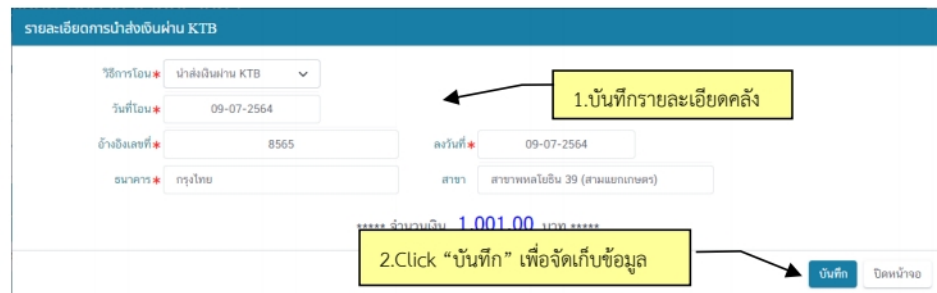 รายละเอียดการนำส่งเงินผ่าน KTB
วิธีการโอน* นำส่งเงินผ่าน KTB
1.บันทึกรายละเอียดคลัง
วันที่โอน* 09-07-2564
อ้างอิงเลขที่* 8565 ลงวันที่* 09-07-2564
ธนาคาร* กรุงไทย สาขา สาขาพหลโยธิน 39 (สามแยกเกษตร)
***** จำนวนเงิน 1,001.00 บาท *****
2.Click “บันทึก” เพื่อจัดเก็บข้อมูล
บันทึก ปิดหน้าจอ